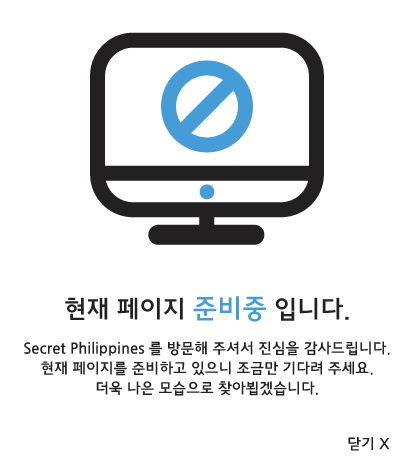 현재 페이지 준비중 입니다.
Secret Philippines 를 방문해 주셔서 진심을 감사드립니다.
현재 페이지를 준비하고 있으니 조금만 기다려 주세요.
더욱 나은 모습으로 찾아뵙겠습니다.
닫기 X